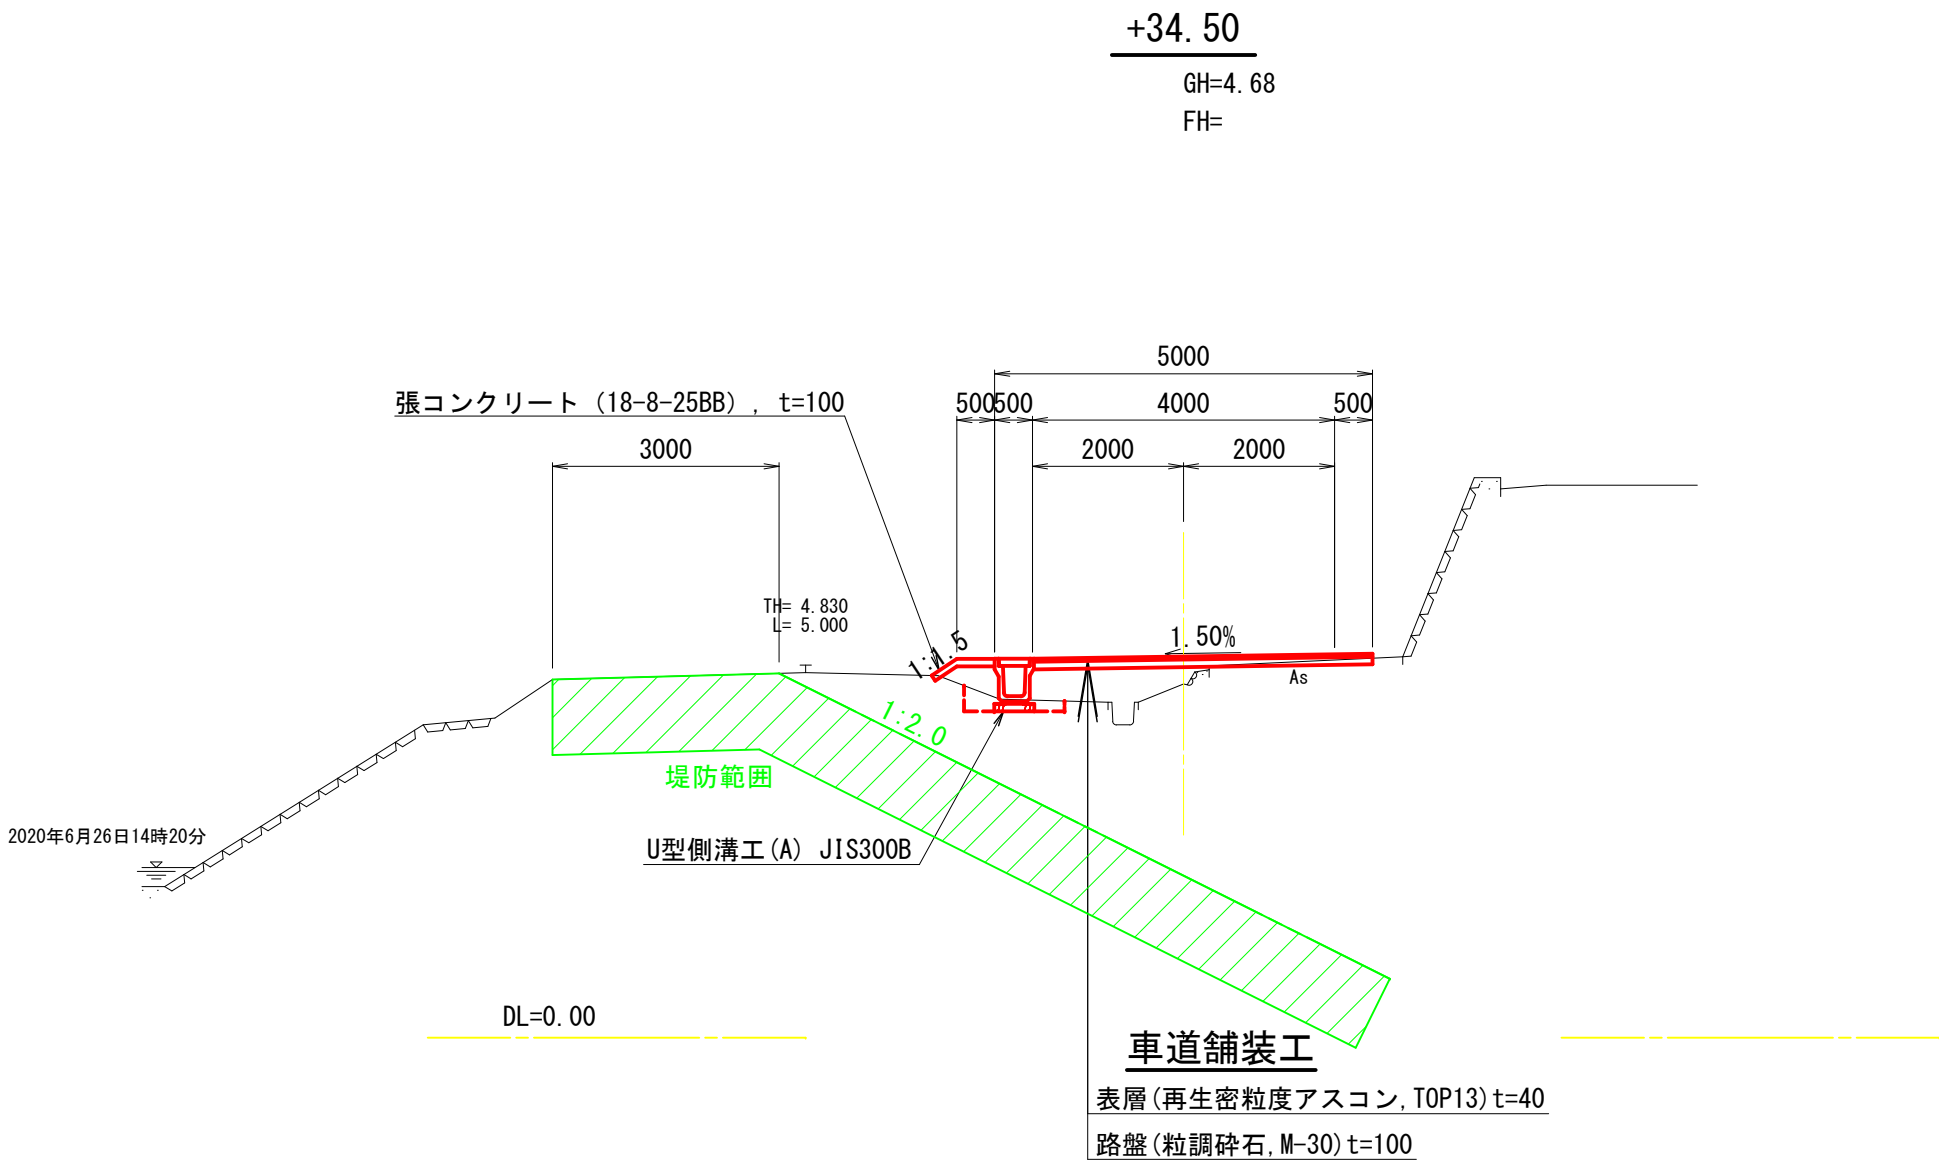 +34.50
GH=4.68
FH=
5000
張コンクリート (18-8-25BB), t=100
500
500
4000
500
3000
2000
2000
TH= 4.830
L= 5.000
1:1.5
1.50%
As
1:2.0
堤防範囲
2020年6月26日14時20分
U型側溝工(A) JIS300B
DL=0.00
車道舗装工
表層(再生密粒度アスコン,TOP13)t=40
路盤(粒調砕石,M-30)t=100